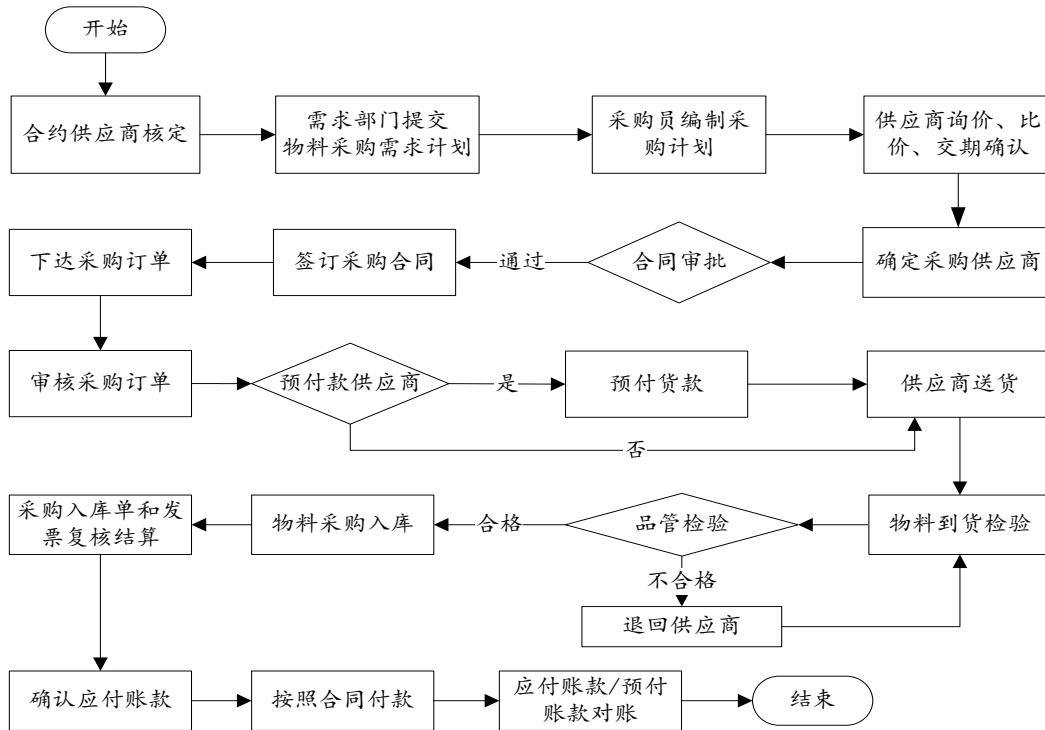 开始
合约供应商核定
需求部门提交
物料采购需求计划
采购员编制采
购计划
供应商询价、比
价、交期确认
下达采购订单
签订采购合同
通过
合同审批
确定采购供应商
审核采购订单
预付款供应商
是
预付货款
供应商送货
否
采购入库单和发
票复核结算
物料采购入库
合格
品管检验
物料到货检验
不合格
退回供应商
确认应付账款
按照合同付款
应付账款/预付
账款对账
结束